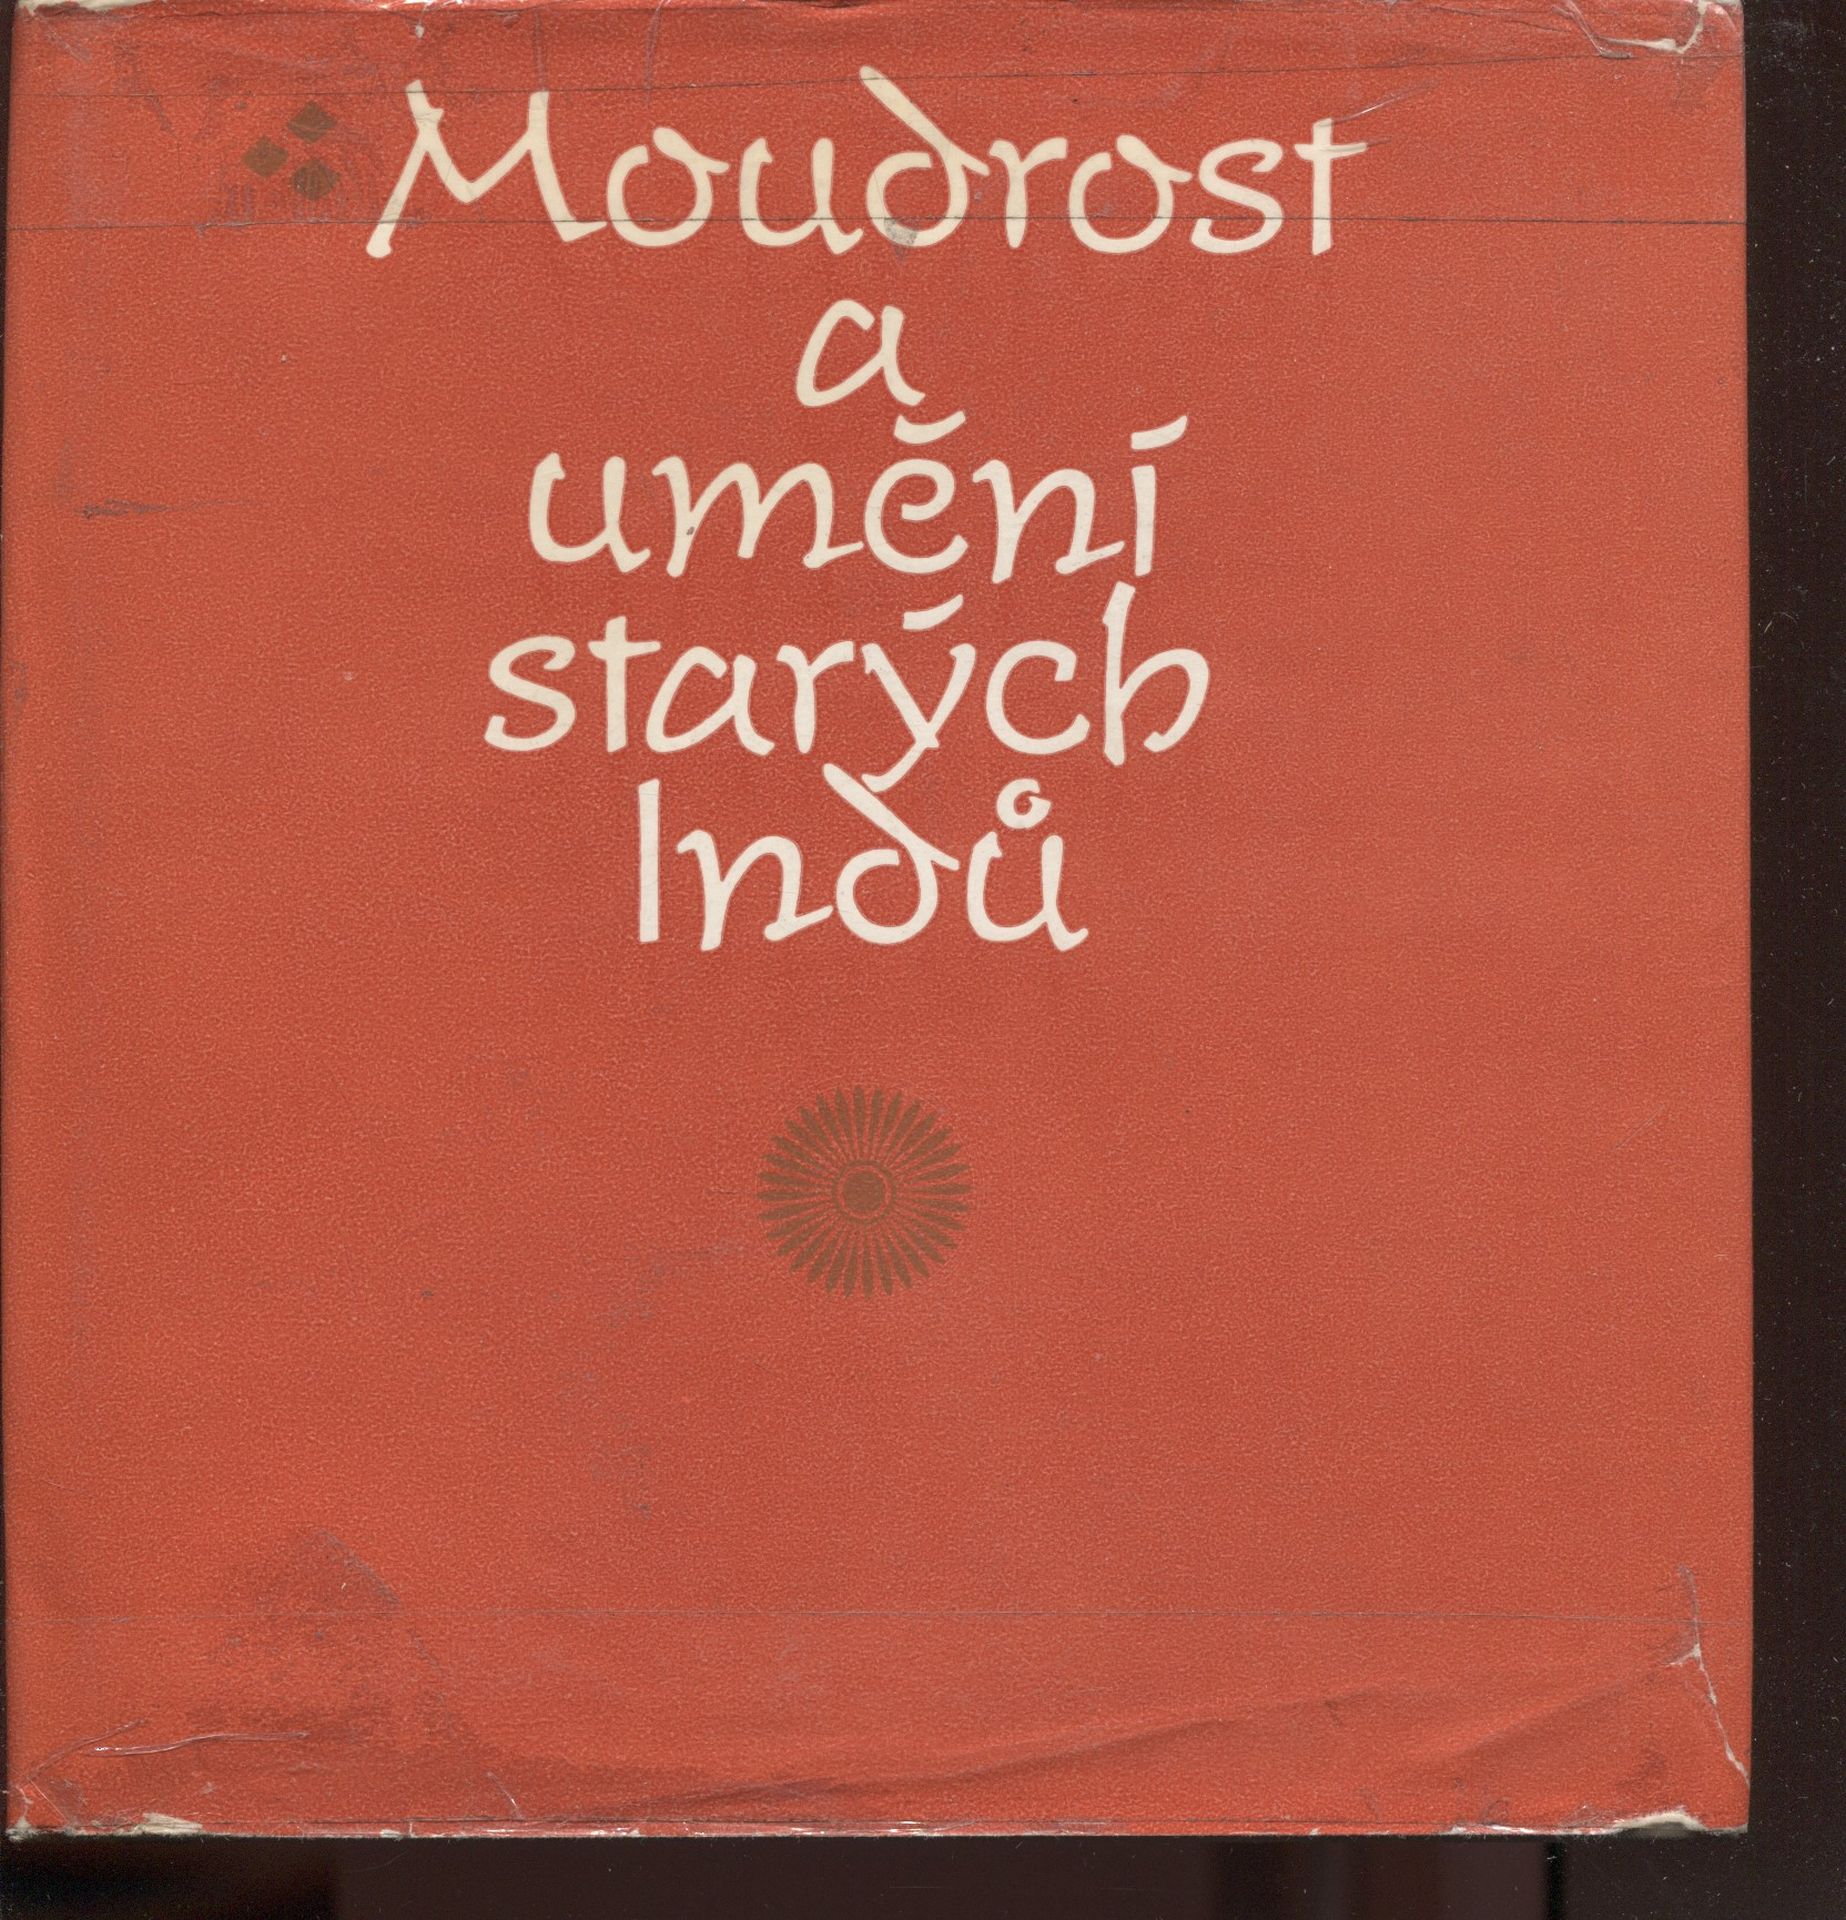 Moudrost
a
umění
starých
Indů